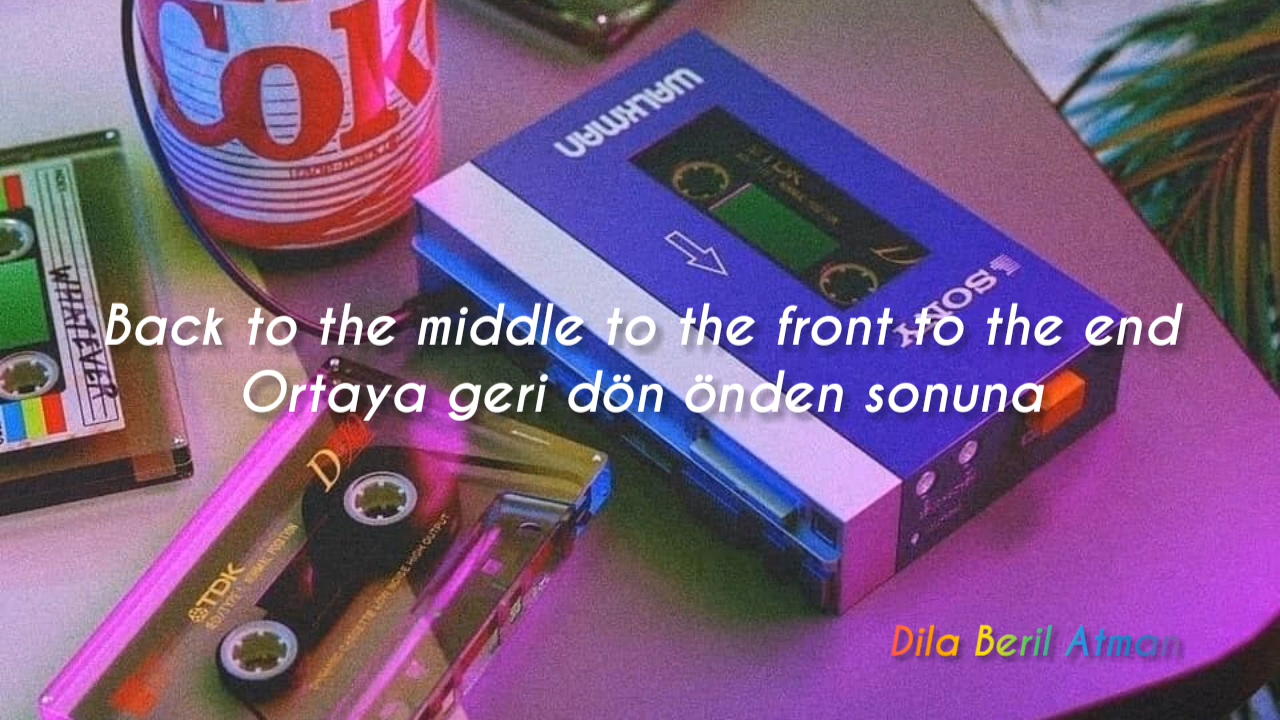 Coke
WALKMAN
TDK
D
SONY
WHATEVER
Back to the middle to the front to the end
Ortaya geri dön önden sonuna
D
TDK
Dila Beril Atman